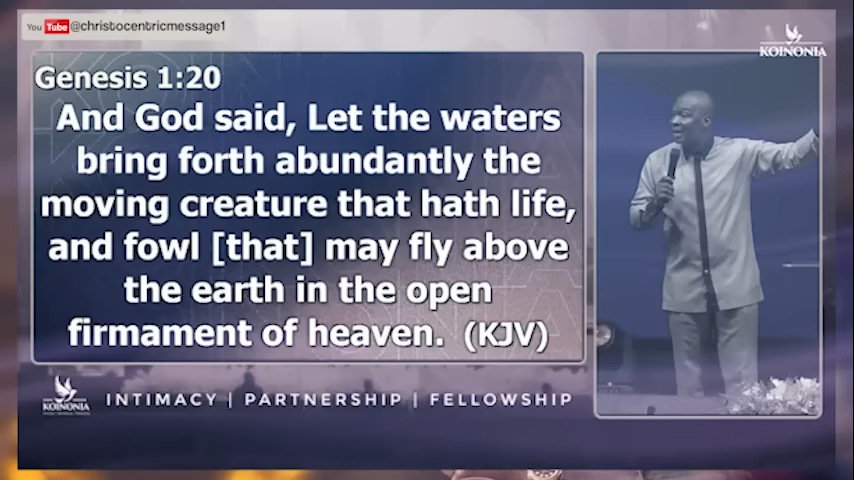 You Tube @christocentricmessage1
KOINONIA
Genesis 1:20
And God said, Let the waters
bring forth abundantly the
moving creature that hath life,
and fowl [that] may fly above
the earth in the open
firmament of heaven. (KJV)
KOINONIA
INTIMACY | PARTNERSHIP | FELLOWSHIP